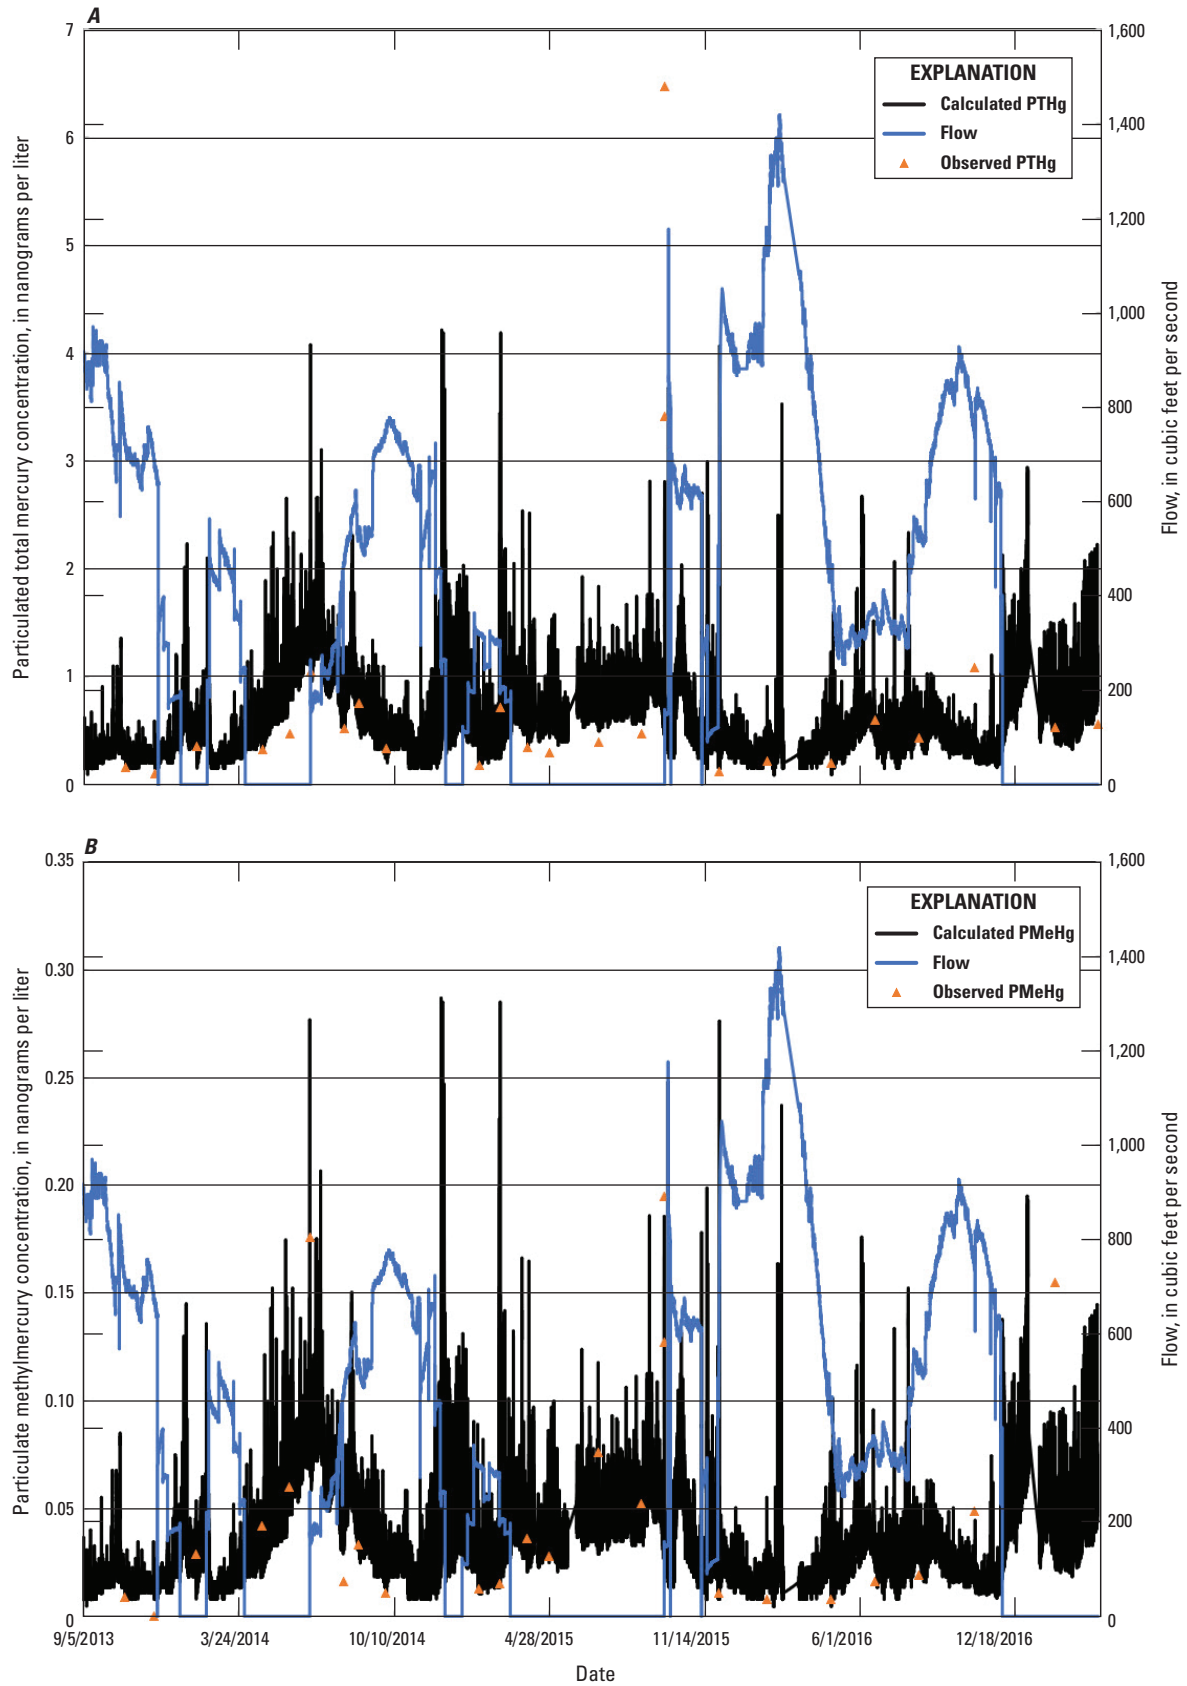 A
7
6
5
4
3
2
1
0
Particulated total mercury concentration, in nanograms per liter
1,600
1,400
1,200
1,000
800
600
400
200
0
Flow, in cubic feet per second
EXPLANATION
Calculated PTHg
Flow
Observed PTHg
B
0.35
0.30
0.25
0.20
0.15
0.10
0.05
0
Particulate methylmercury concentration, in nanograms per liter
1,600
1,400
1,200
1,000
800
600
400
200
0
Flow, in cubic feet per second
EXPLANATION
Calculated PMeHg
Flow
Observed PMeHg
9/5/2013 3/24/2014 10/10/2014 4/28/2015 11/14/2015 6/1/2016 12/18/2016
Date